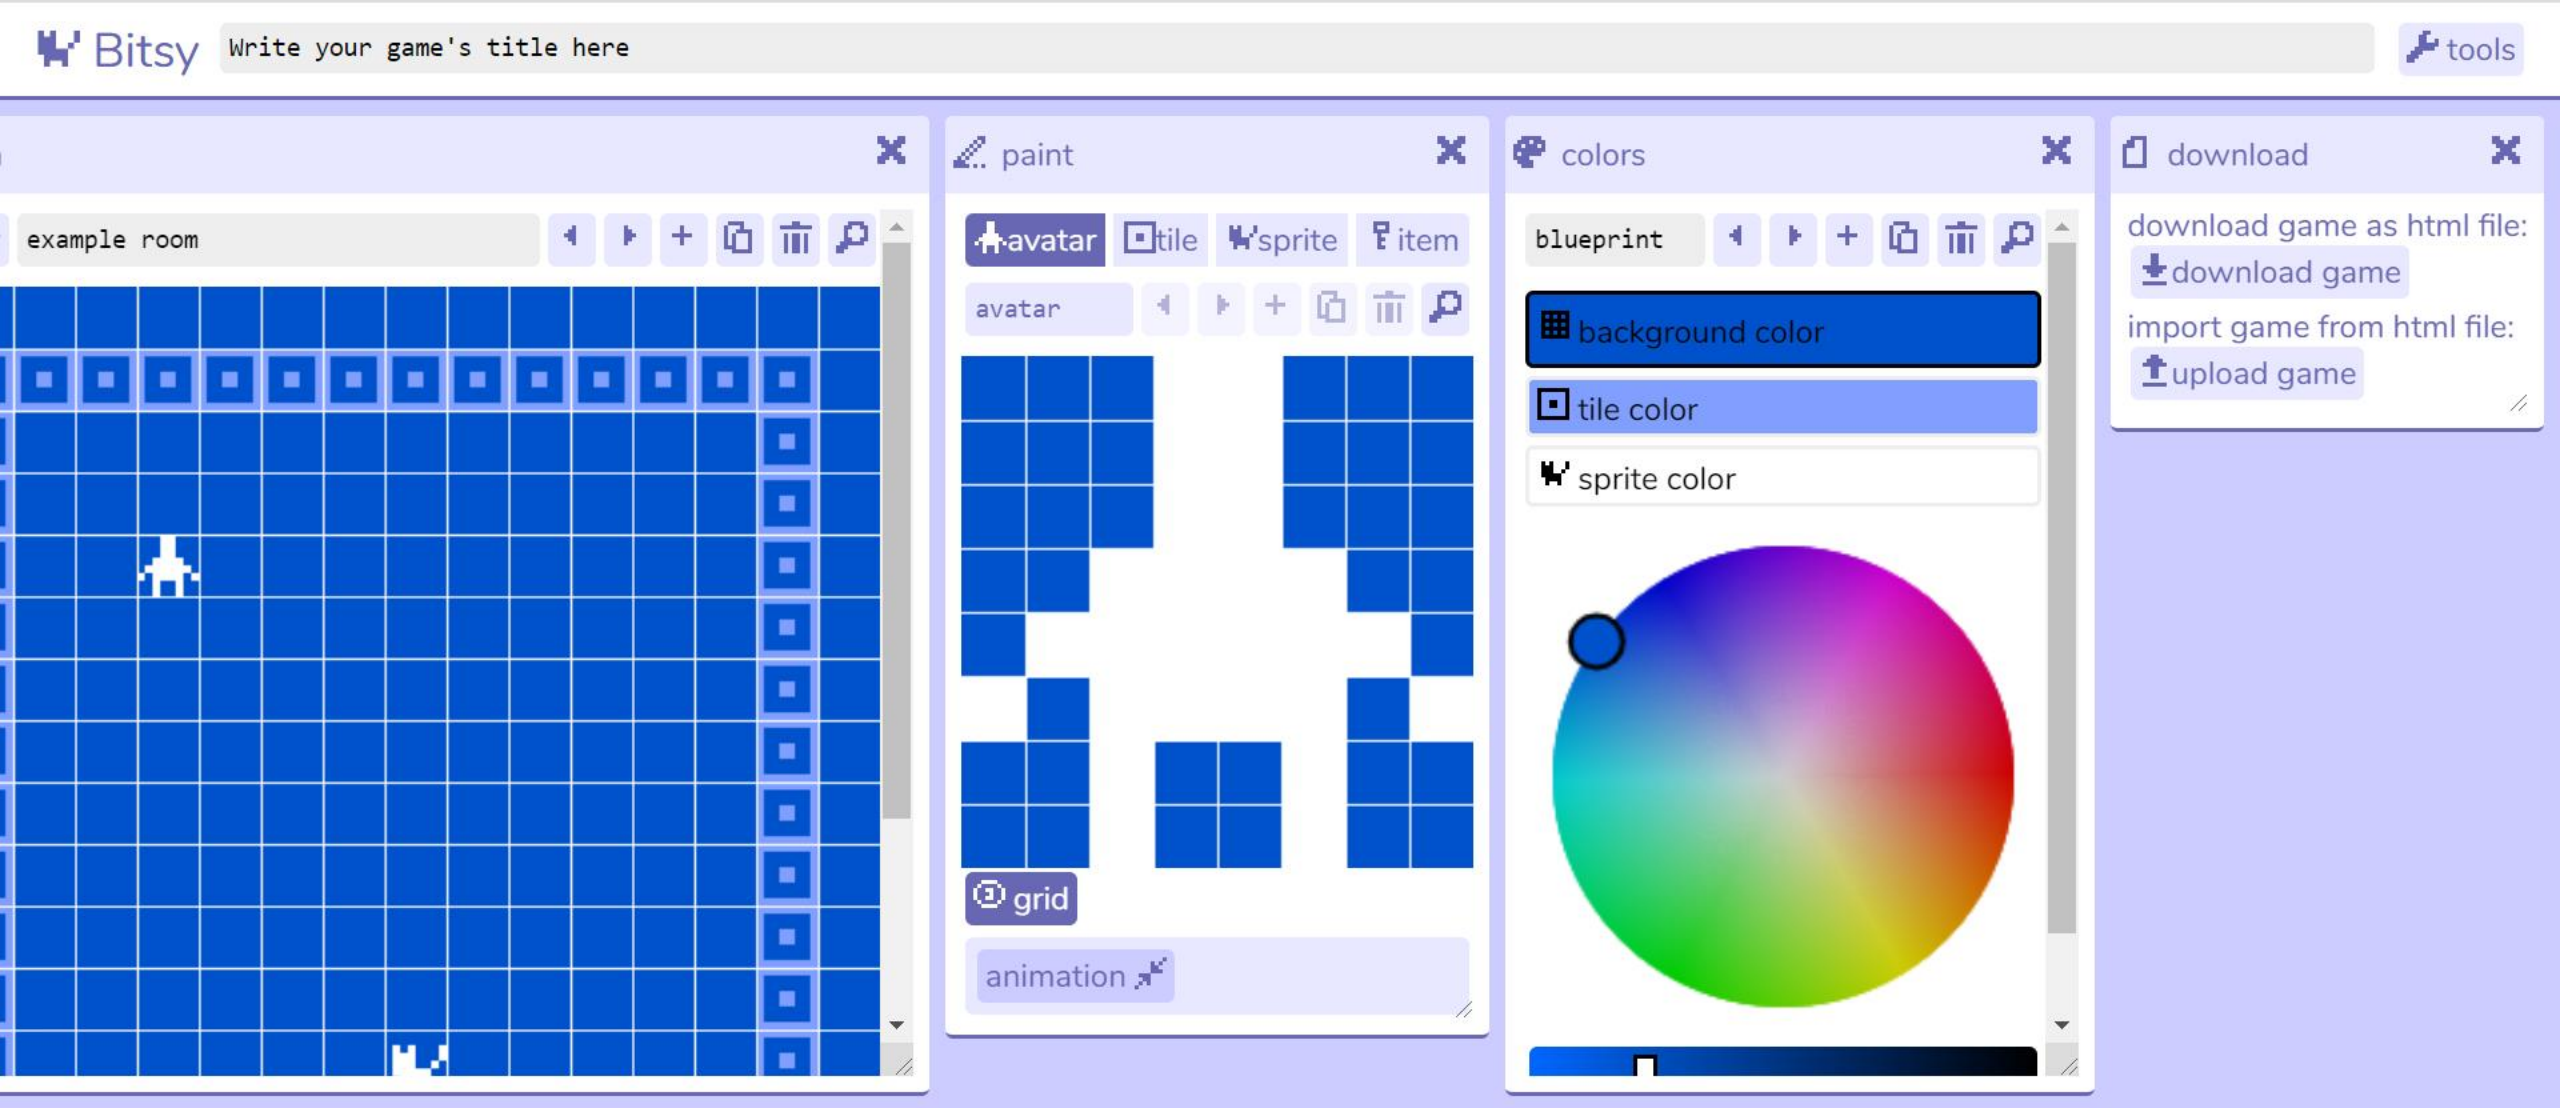 Bitsy
Write your game's title here
tools
paint
colors
download
example room
avatar
tile
sprite
item
avatar
grid
animation
blueprint
background color
tile color
sprite color
download game as html file:
download game
import game from html file:
upload game